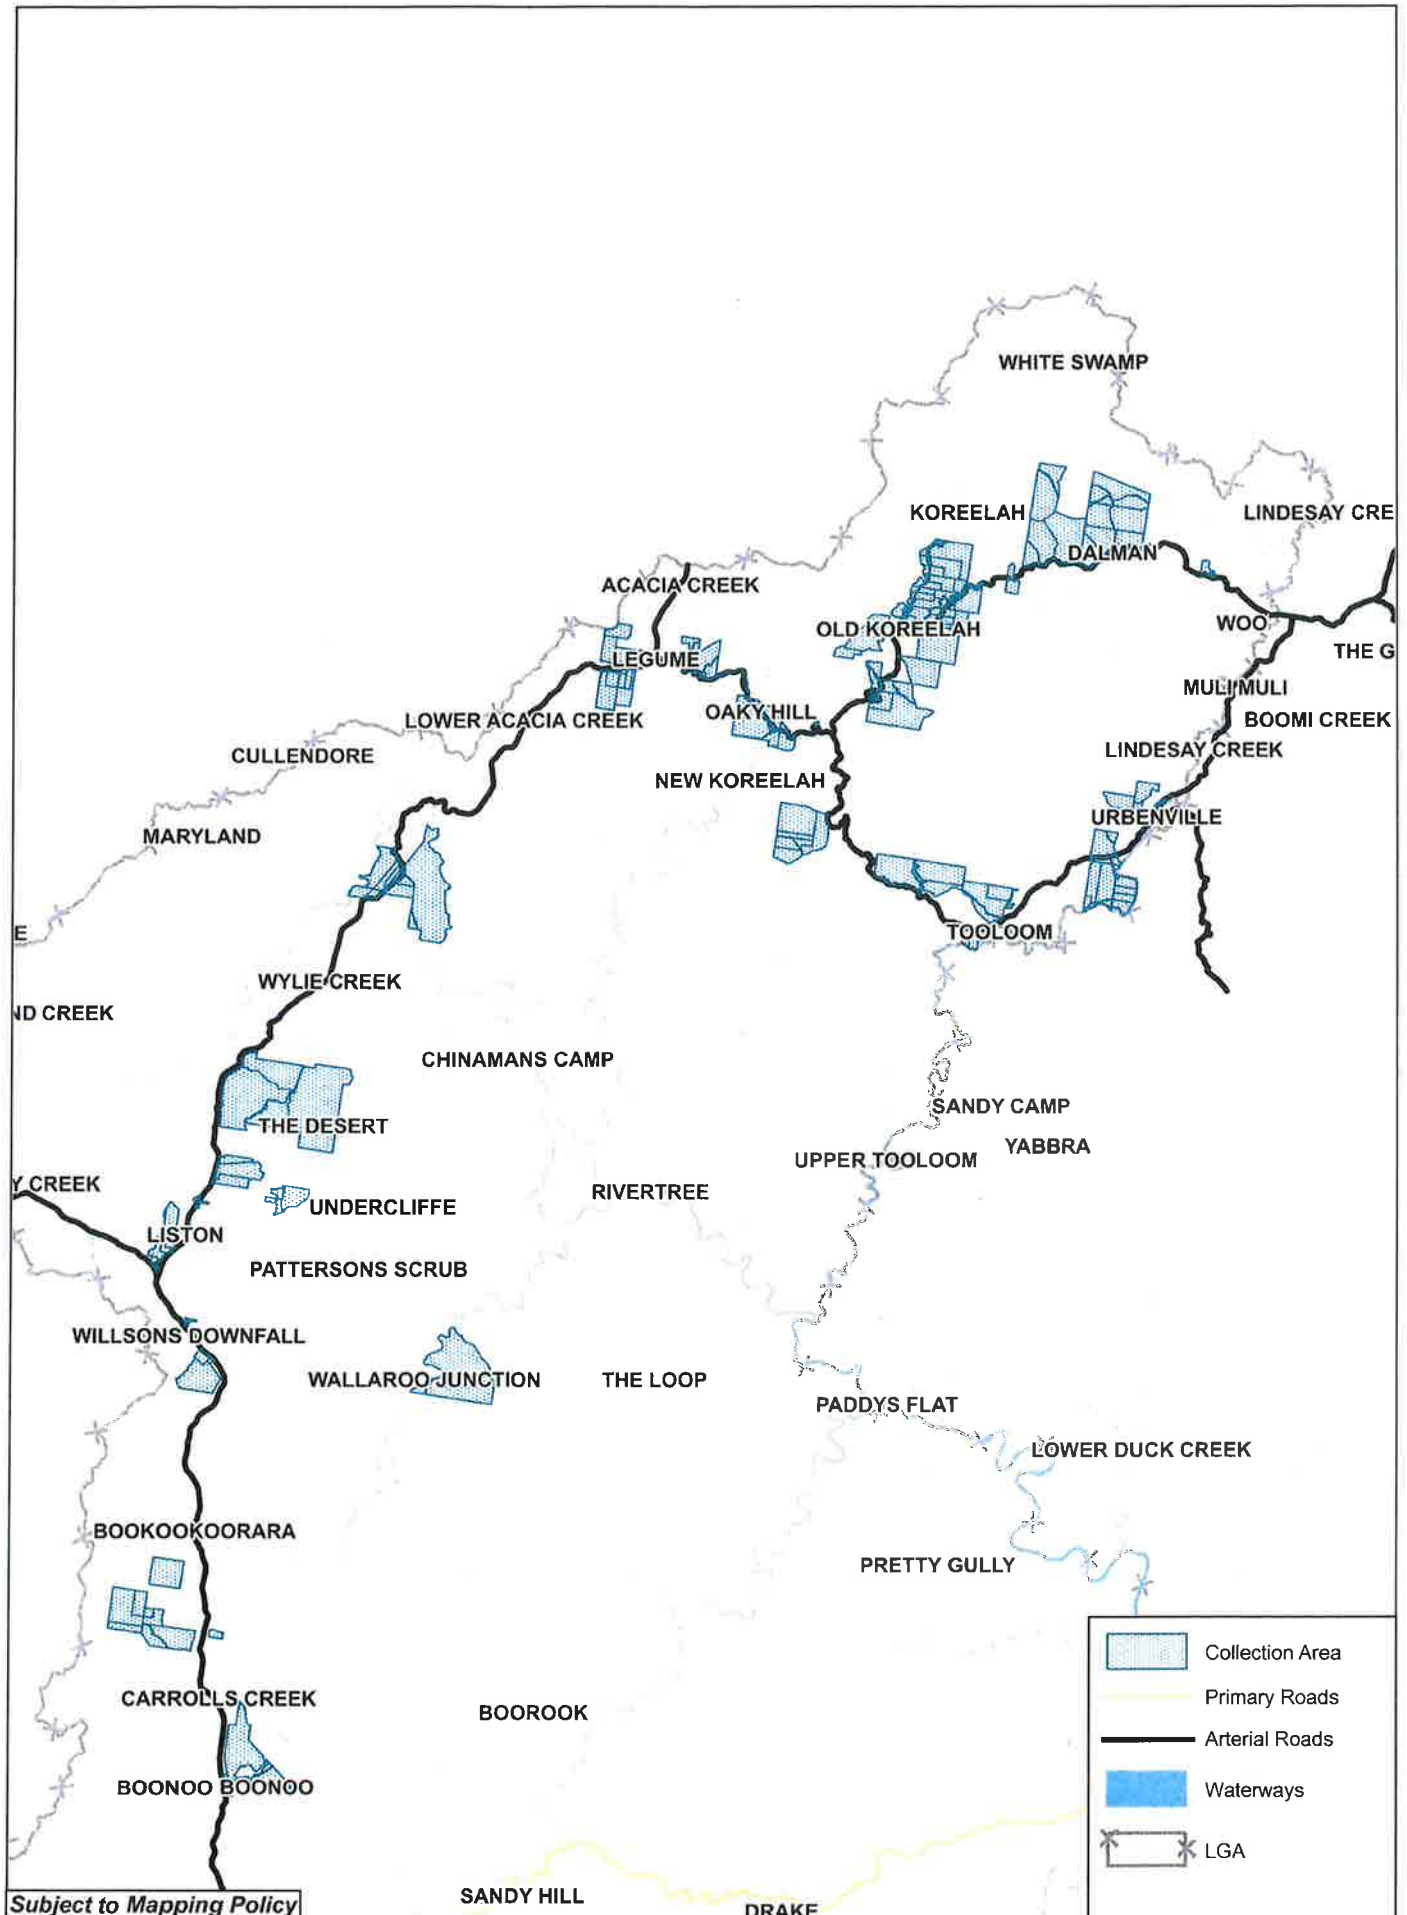 WHITE SWAMP
KOREELAH
LINDESAY CRE
DALMAN
ACACIA CREEK
OLD KOREELAH
WOO
THE G
LEGUME
MULI MULI
OAKY HILL
LOWER ACACIA CREEK
BOOMI CREEK
CULLENDORE
LINDESAY CREEK
NEW KOREELAH
MARYLAND
URBENVILLE
E
TOOLOOM
WYLIE CREEK
ND CREEK
CHINAMANS CAMP
SANDY CAMP
THE DESERT
YABBRA
UPPER TOOLOOM
Y CREEK
RIVERTREE
UNDERCLIFFE
LISTON
PATTERSONS SCRUB
WILLSONS DOWNFALL
WALLAROO JUNCTION
THE LOOP
PADDYS FLAT
LOWER DUCK CREEK
BOOKOOKOORARA
PRETTY GULLY
Collection Area
Primary Roads
CARROLLS CREEK
BOOROOK
Arterial Roads
BOONOO BOONOO
Waterways
LGA
SANDY HILL
Subject to Mapping Policy
DRAKE